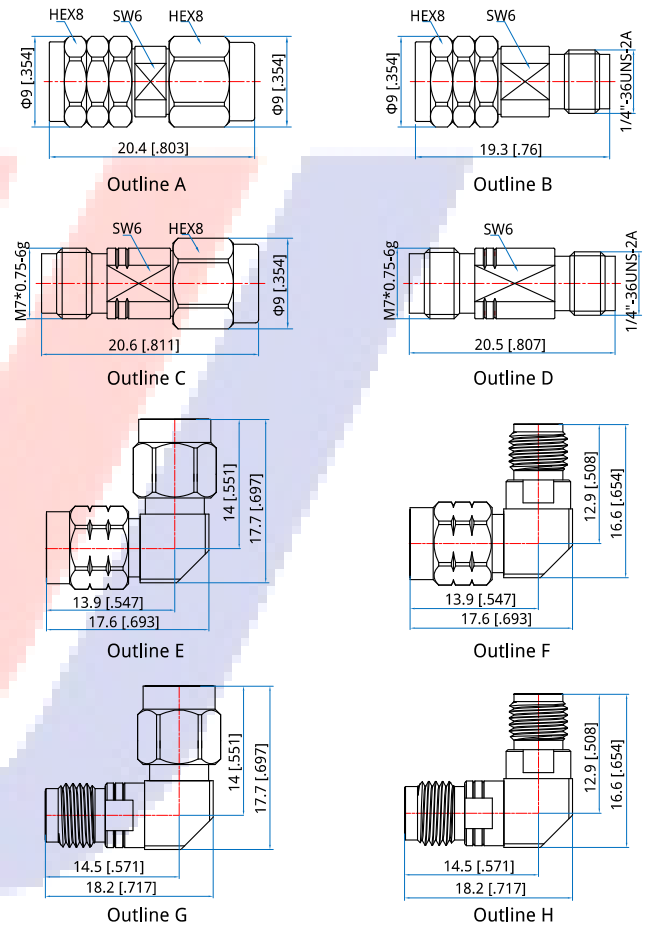 HEX8 SW6 HEX8
Φ9 [.354]
Φ9 [.354]
20.4 [.803]
Outline A
HEX8 SW6
Φ9 [.354]
1/4"-36UNS-2A
19.3 [.76]
Outline B
SW6 HEX8
M7*0.75-6g
Φ9 [.354]
20.6 [.811]
Outline C
SW6
M7*0.75-6g
1/4"-36UNS-2A
20.5 [.807]
Outline D
14 [.551]
17.7 [.697]
13.9 [.547]
17.6 [.693]
Outline E
12.9 [.508]
16.6 [.654]
13.9 [.547]
17.6 [.693]
Outline F
14 [.551]
17.7 [.697]
14.5 [.571]
18.2 [.717]
Outline G
12.9 [.508]
16.6 [.654]
14.5 [.571]
18.2 [.717]
Outline H